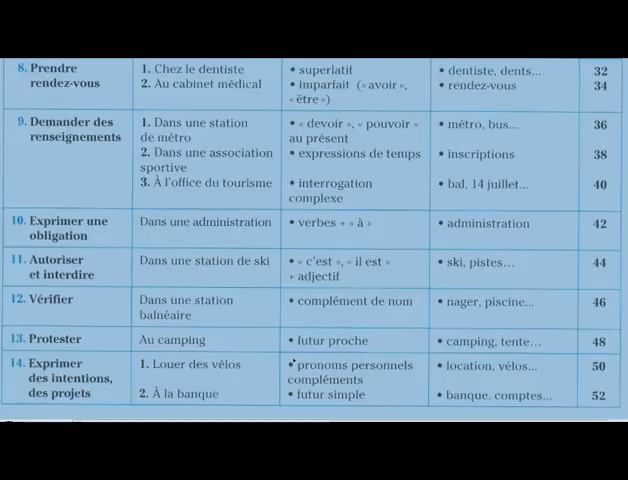 8. Prendre rendez-vous
1. Chez le dentiste
2. Au cabinet médical
• superlatif
• imparfait (« avoir », « être »)
• dentiste, dents...
• rendez-vous
32
34
9. Demander des renseignements
1. Dans une station de métro
2. Dans une association sportive
3. À l'office du tourisme
• « devoir », « pouvoir » au présent
• expressions de temps
• interrogation complexe
• métro, bus...
• inscriptions
• bal, 14 juillet...
36
38
40
10. Exprimer une obligation
Dans une administration
• verbes + « à »
• administration
42
11. Autoriser et interdire
Dans une station de ski
• « c'est », « il est » + adjectif
• ski, pistes...
44
12. Vérifier
Dans une station balnéaire
• complément de nom
• nager, piscine...
46
13. Protester
Au camping
• futur proche
• camping, tente...
48
14. Exprimer des intentions, des projets
1. Louer des vélos
2. À la banque
• pronoms personnels compléments
• futur simple
• location, vélos...
• banque, comptes...
50
52